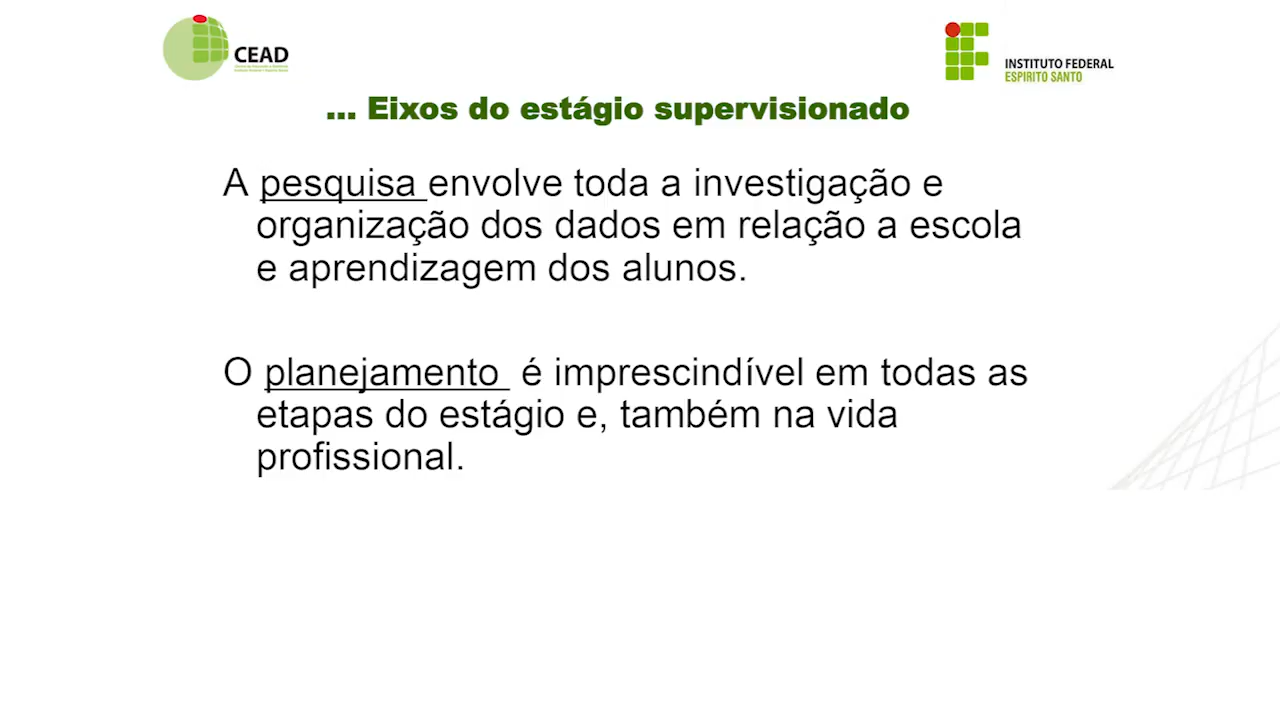 CEAD
INSTITUTO FEDERAL
ESPÍRITO SANTO
... Eixos do estágio supervisionado
A pesquisa envolve toda a investigação e
organização dos dados em relação a escola
e aprendizagem dos alunos.
O planejamento é imprescindível em todas as
etapas do estágio e, também na vida
profissional.